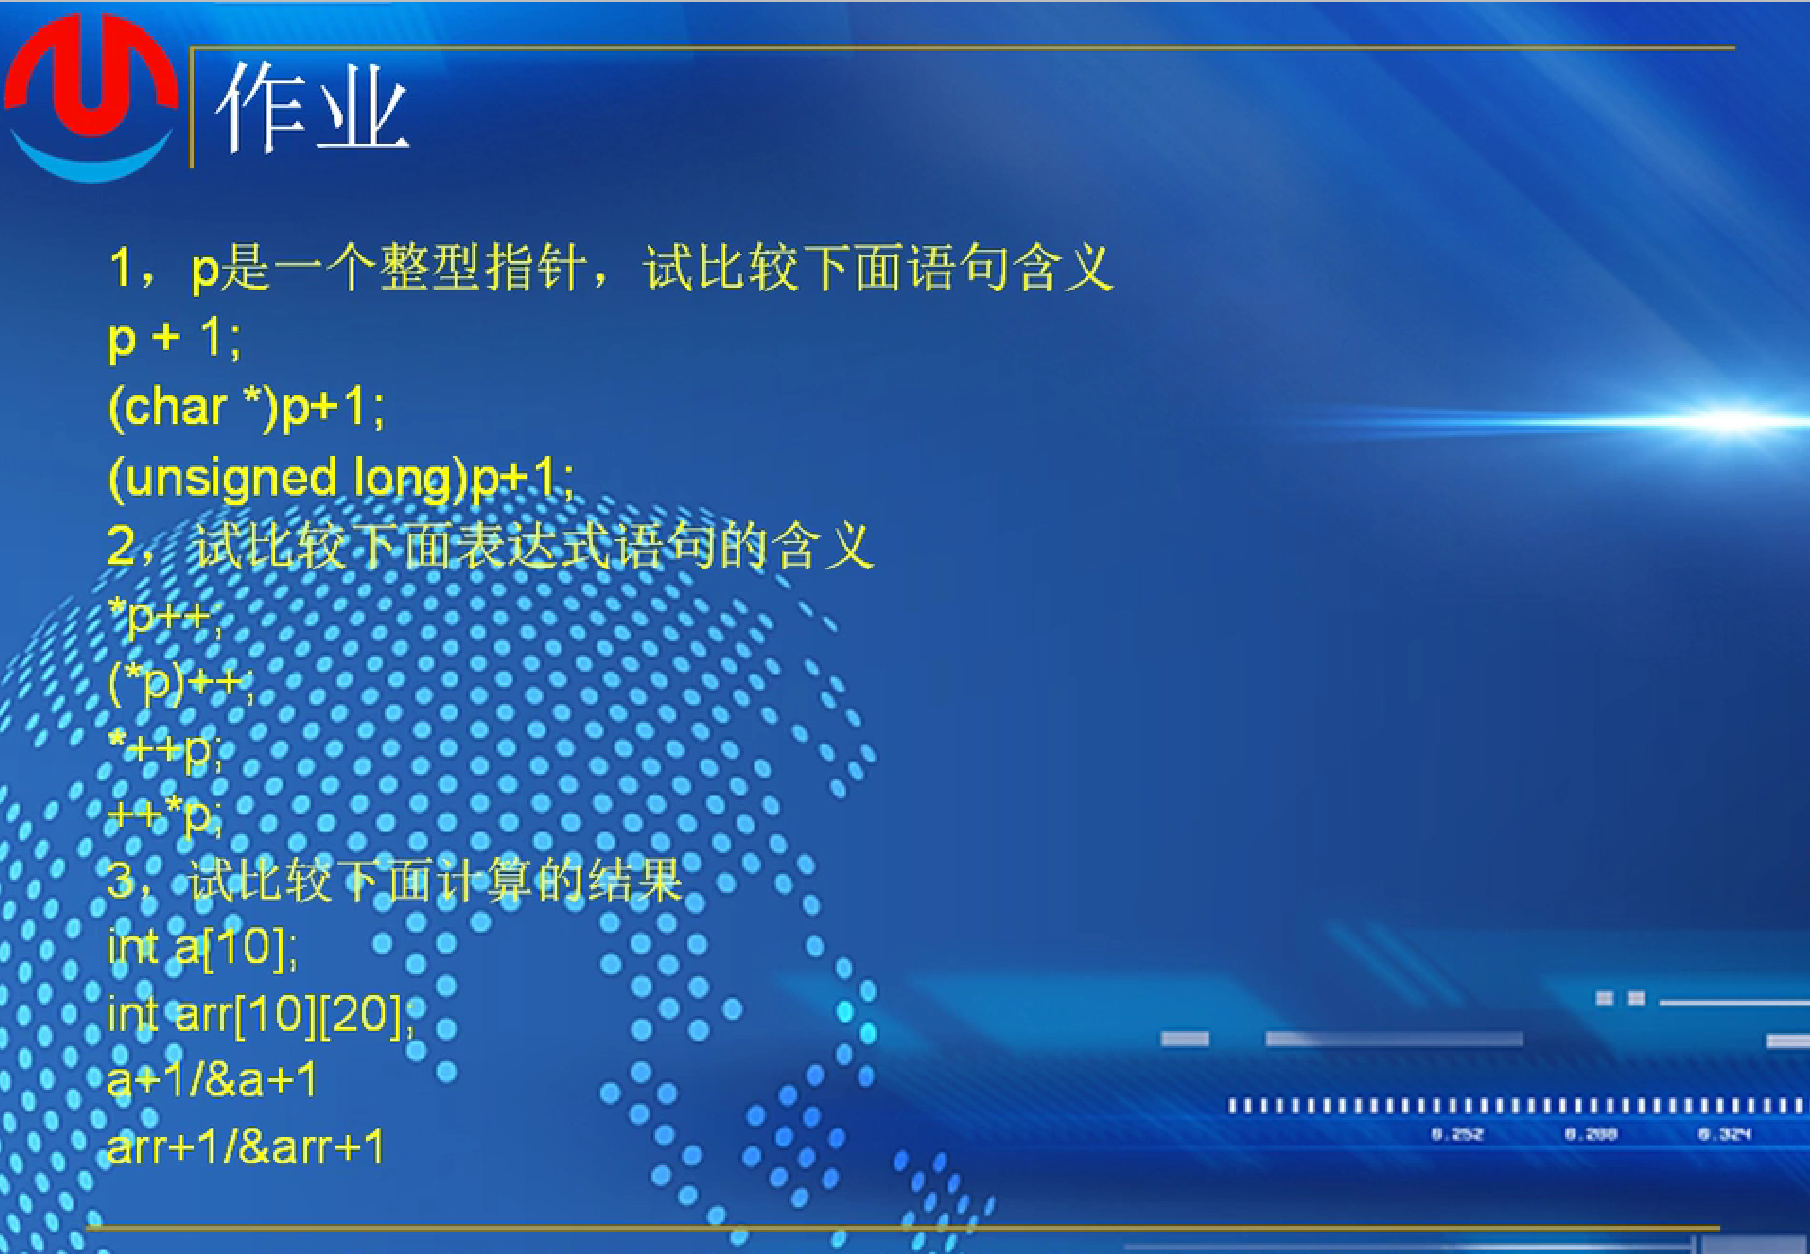 作业
1，p是一个整型指针，试比较下面语句含义
p + 1;
(char *)p+1;
(unsigned long)p+1;
2，试比较下面表达式语句的含义
*p++;
(*p)++;
*++p;
++*p;
3，试比较下面计算的结果
int a[10];
int arr[10][20];
a+1/&a+1
arr+1/&arr+1
0.252 0.288 0.324